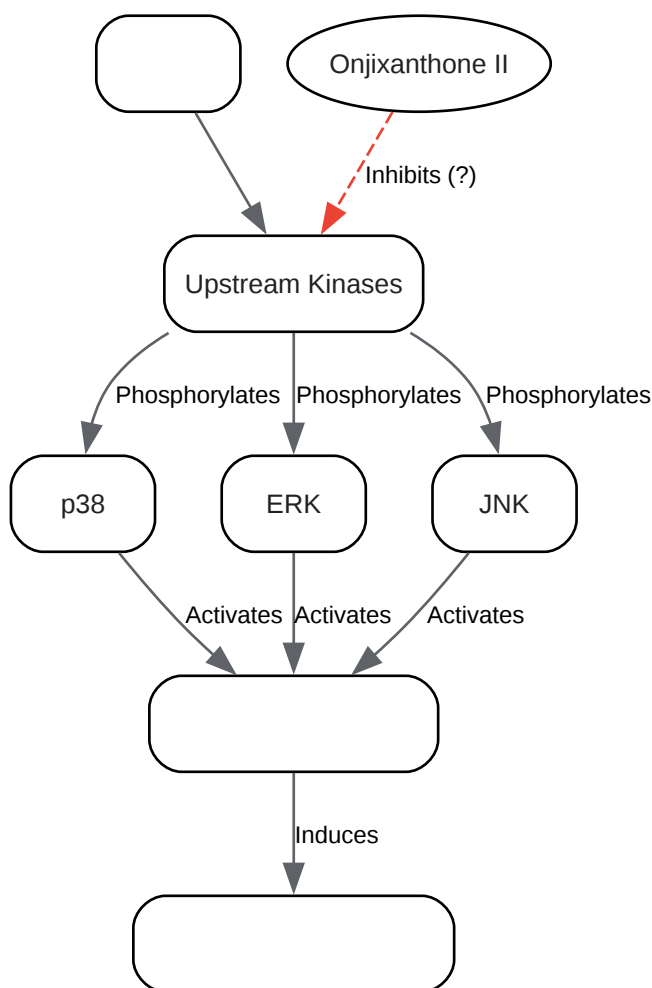 Onjixanthone II
Inhibits (?)
Upstream Kinases
Phosphorylates
Phosphorylates
Phosphorylates
p38
ERK
JNK
Activates
Activates
Activates
Induces